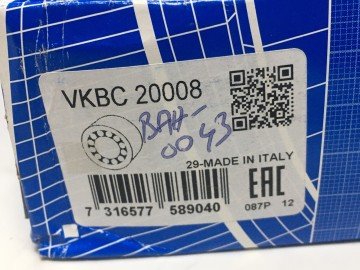 VKBC 20008
BAH-
0043
29-MADE IN ITALY
EAC
7 316577 589040
087P 12